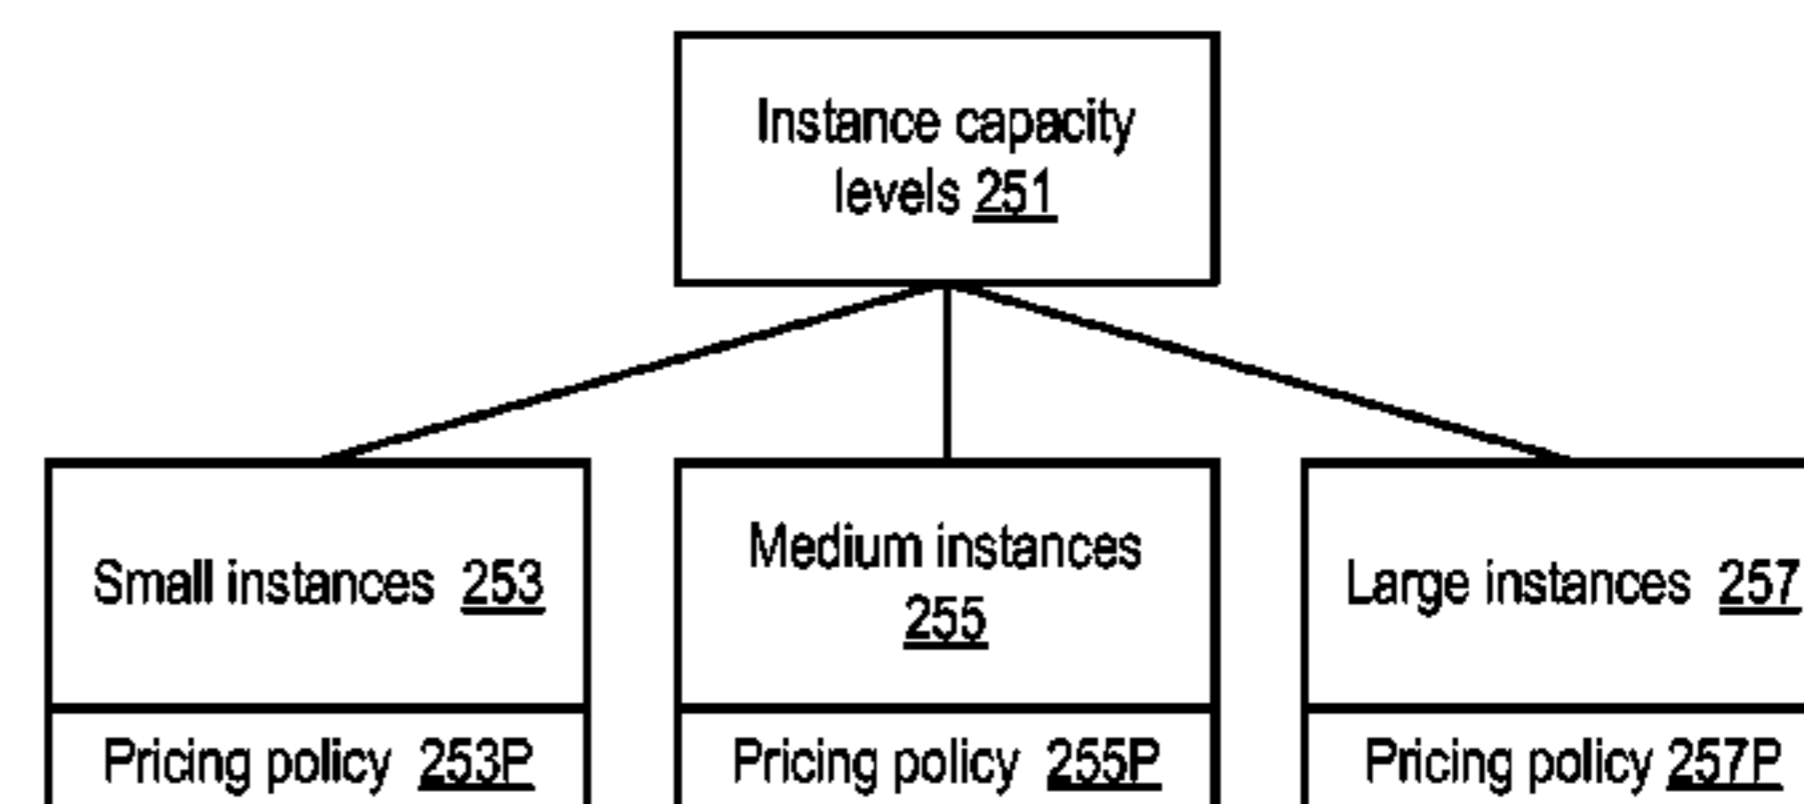 Instance capacity
levels 251
Small instances 253
Medium instances
255
Large instances 257
Pricing policy 253P
Pricing policy 255P
Pricing policy 257P